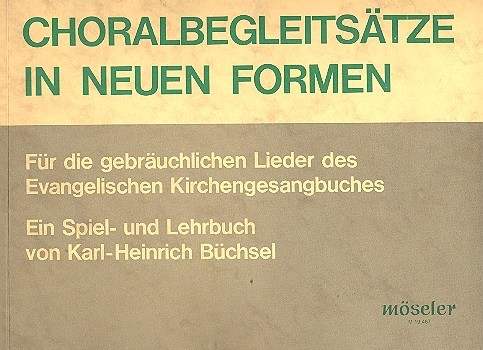 CHORALBEGLEITSÄTZE
IN NEUEN FORMEN
Für die gebräuchlichen Lieder des
Evangelischen Kirchengesangbuches
Ein Spiel- und Lehrbuch
von Karl-Heinrich Büchsel
möseler